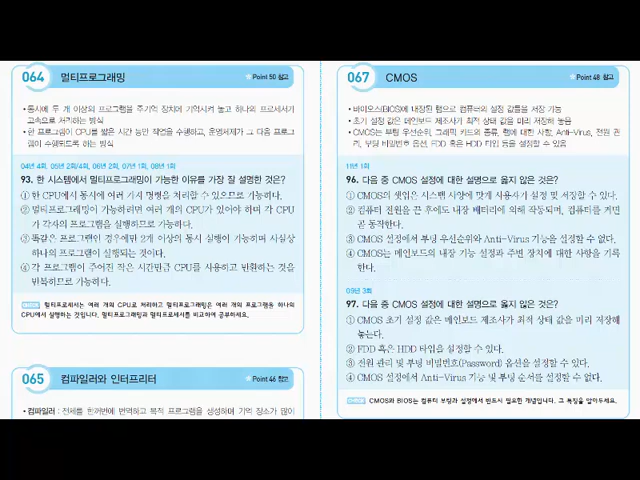 064 멀티프로그래밍 ★Point 50 참고
• 동시에 두 개 이상의 프로그램을 주기억 장치에 기억시켜 놓고 하나의 프로세서가
고속으로 처리하는 방식
• 한 프로그램이 CPU를 짧은 시간 동안 작업을 수행하고, 운영체제가 그 다음 프로그
램이 수행되도록 하는 방식
04년 4회, 05년 2회/4회, 06년 2회, 07년 1회, 08년 1회
93. 한 시스템에서 멀티프로그래밍이 가능한 이유를 가장 잘 설명한 것은?
① 한 CPU에서 동시에 여러 가지 명령을 처리할 수 있으므로 가능하다.
② 멀티프로그래밍이 가능하려면 여러 개의 CPU가 있어야 하며 각 CPU
가 각자의 프로그램을 실행하므로 가능하다.
③ 똑같은 프로그램인 경우에만 2개 이상의 동시 실행이 가능하며 사실상
하나의 프로그램이 실행되는 것이다.
④ 각 프로그램이 주어진 작은 시간만큼 CPU를 사용하고 반환하는 것을
반복하므로 가능하다.
멀티프로세서는 여러 개의 CPU로 처리하고 멀티프로그래밍은 여러 개의 프로그램을 하나의
CPU에서 실행하는 것입니다. 멀티프로그래밍과 멀티프로세서를 비교하여 공부하세요.
065 컴파일러와 인터프리터 ★Point 46 참고
• 컴파일러 : 전체를 한꺼번에 번역하고 목적 프로그램을 생성하며 기억 장소가 많이
067 CMOS ★Point 48 참고
• 바이오스(BIOS)에 내장된 램으로 컴퓨터의 설정 값들을 저장 가능
• 초기 설정 값은 메인보드 제조사가 최적 상태 값을 미리 저장해 놓음
• CMOS는 부팅 우선순위, 그래픽 카드의 종류, 램에 대한 사항, Anti-Virus, 전원 관
리, 부팅 비밀번호 옵션, FDD 혹은 HDD 타입 등을 설정할 수 있음
11년 1회
96. 다음 중 CMOS 설정에 대한 설명으로 옳지 않은 것은?
① CMOS의 셋업은 시스템 사양에 맞게 사용자가 설정 및 저장할 수 있다.
② 컴퓨터 전원을 끈 후에도 내장 배터리에 의해 작동되며, 컴퓨터를 켜면
곧 동작한다.
③ CMOS 설정에서 부팅 우선순위와 Anti-Virus 기능을 설정할 수 없다.
④ CMOS는 메인보드의 내장 기능 설정과 주변 장치에 대한 사항을 기록
한다.
09년 3회
97. 다음 중 CMOS 설정에 대한 설명으로 옳지 않은 것은?
① CMOS 초기 설정 값은 메인보드 제조사가 최적 상태 값을 미리 저장해
놓는다.
② FDD 혹은 HDD 타입을 설정할 수 있다.
③ 전원 관리 및 부팅 비밀번호(Password) 옵션을 설정할 수 있다.
④ CMOS 설정에서 Anti-Virus 기능 및 부팅 순서를 설정할 수 없다.
CMOS와 BIOS는 컴퓨터 부팅과 설정에서 반드시 필요한 개념입니다. 그 특징을 알아두세요.